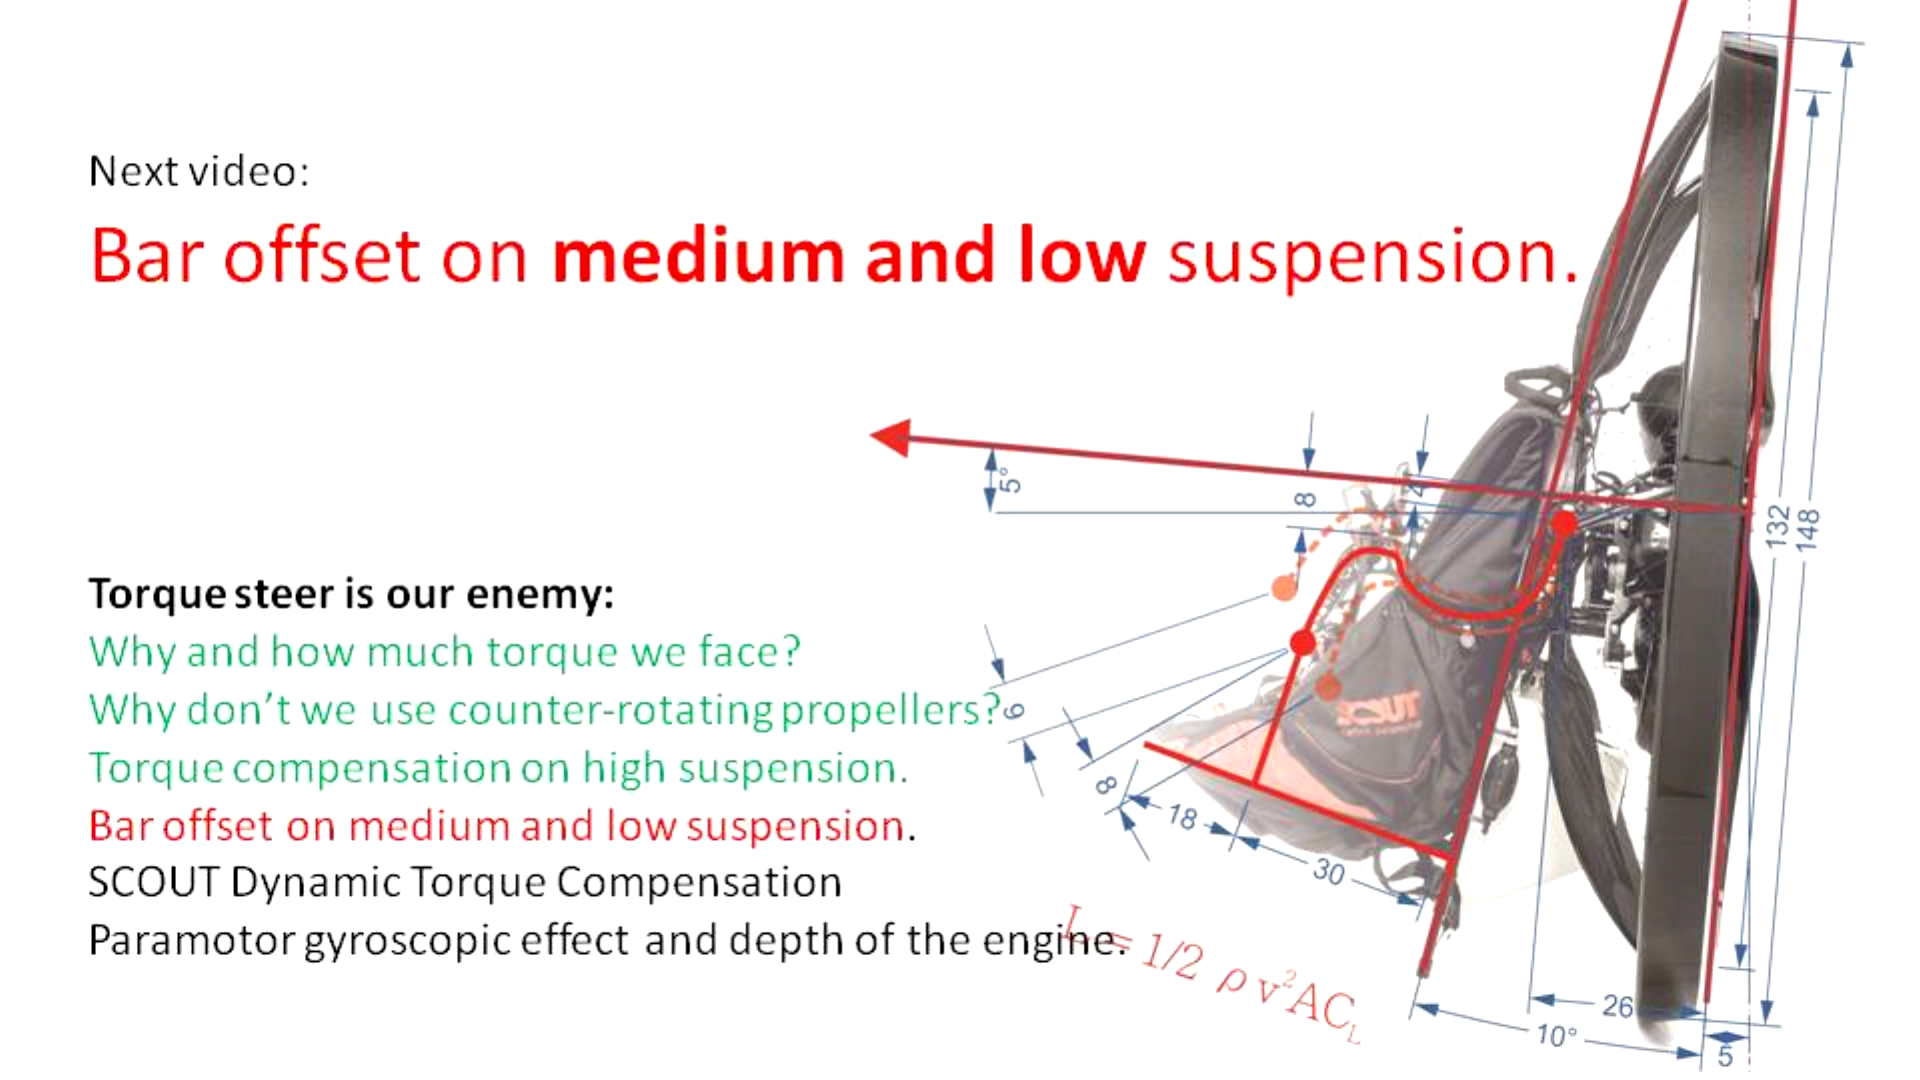 Next video:
Bar offset on medium and low suspension.
Torque steer is our enemy:
Why and how much torque we face?
Why don't we use counter-rotating propellers?
Torque compensation on high suspension.
Bar offset on medium and low suspension.
SCOUT Dynamic Torque Compensation
Paramotor gyroscopic effect and depth of the engine.
5°
8
4
132
148
SCOUT
6
8
18
30
L = 1/2 ρ v²AC_L
26
10°
5